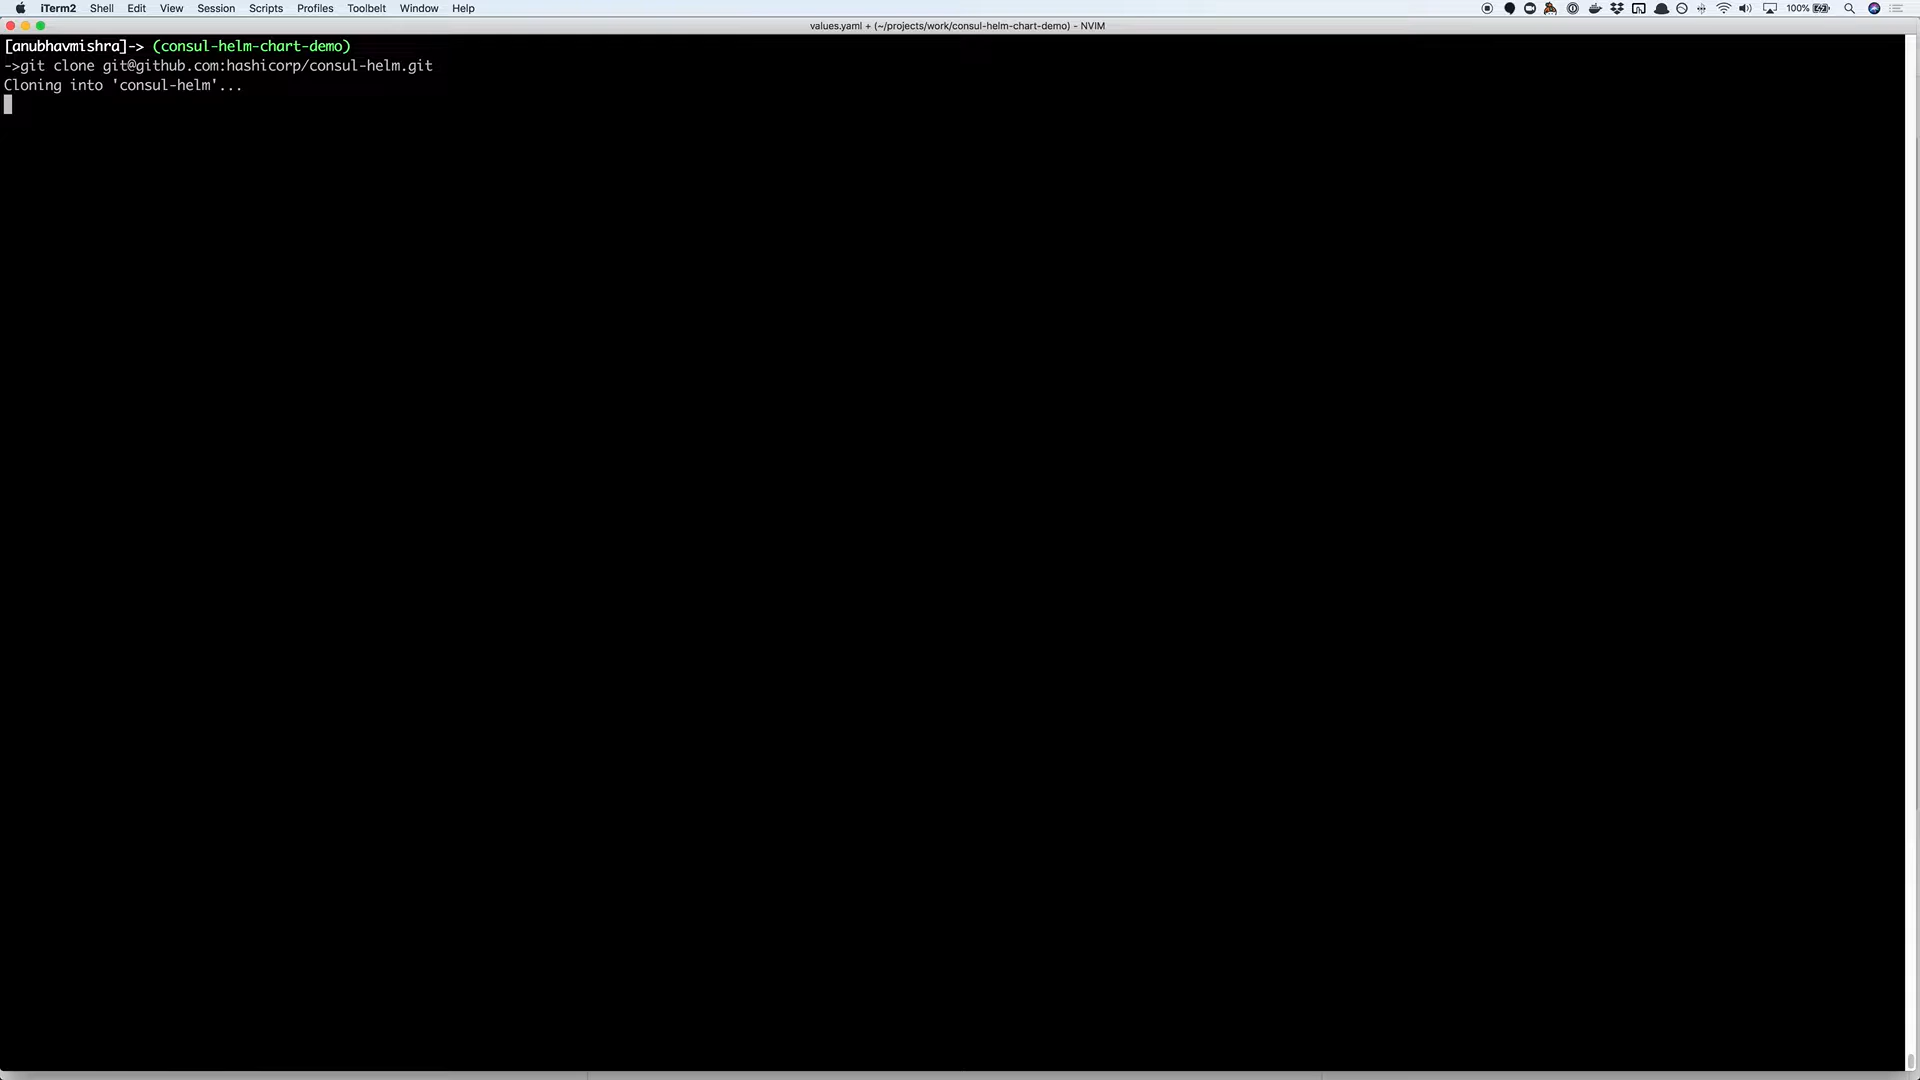 iTerm2 Shell Edit View Session Scripts Profiles Toolbelt Window Help 100%
values.yaml + (~/projects/work/consul-helm-chart-demo) - NVIM
[anubhavmishra]-> (consul-helm-chart-demo)
->git clone git@github.com:hashicorp/consul-helm.git
Cloning into 'consul-helm'...